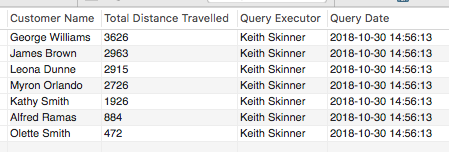 Customer Name Total Distance Travelled Query Executor Query Date
George Williams 3626 Keith Skinner 2018-10-30 14:56:13
James Brown 2963 Keith Skinner 2018-10-30 14:56:13
Leona Dunne 2915 Keith Skinner 2018-10-30 14:56:13
Myron Orlando 2726 Keith Skinner 2018-10-30 14:56:13
Kathy Smith 1926 Keith Skinner 2018-10-30 14:56:13
Alfred Ramas 884 Keith Skinner 2018-10-30 14:56:13
Olette Smith 472 Keith Skinner 2018-10-30 14:56:13